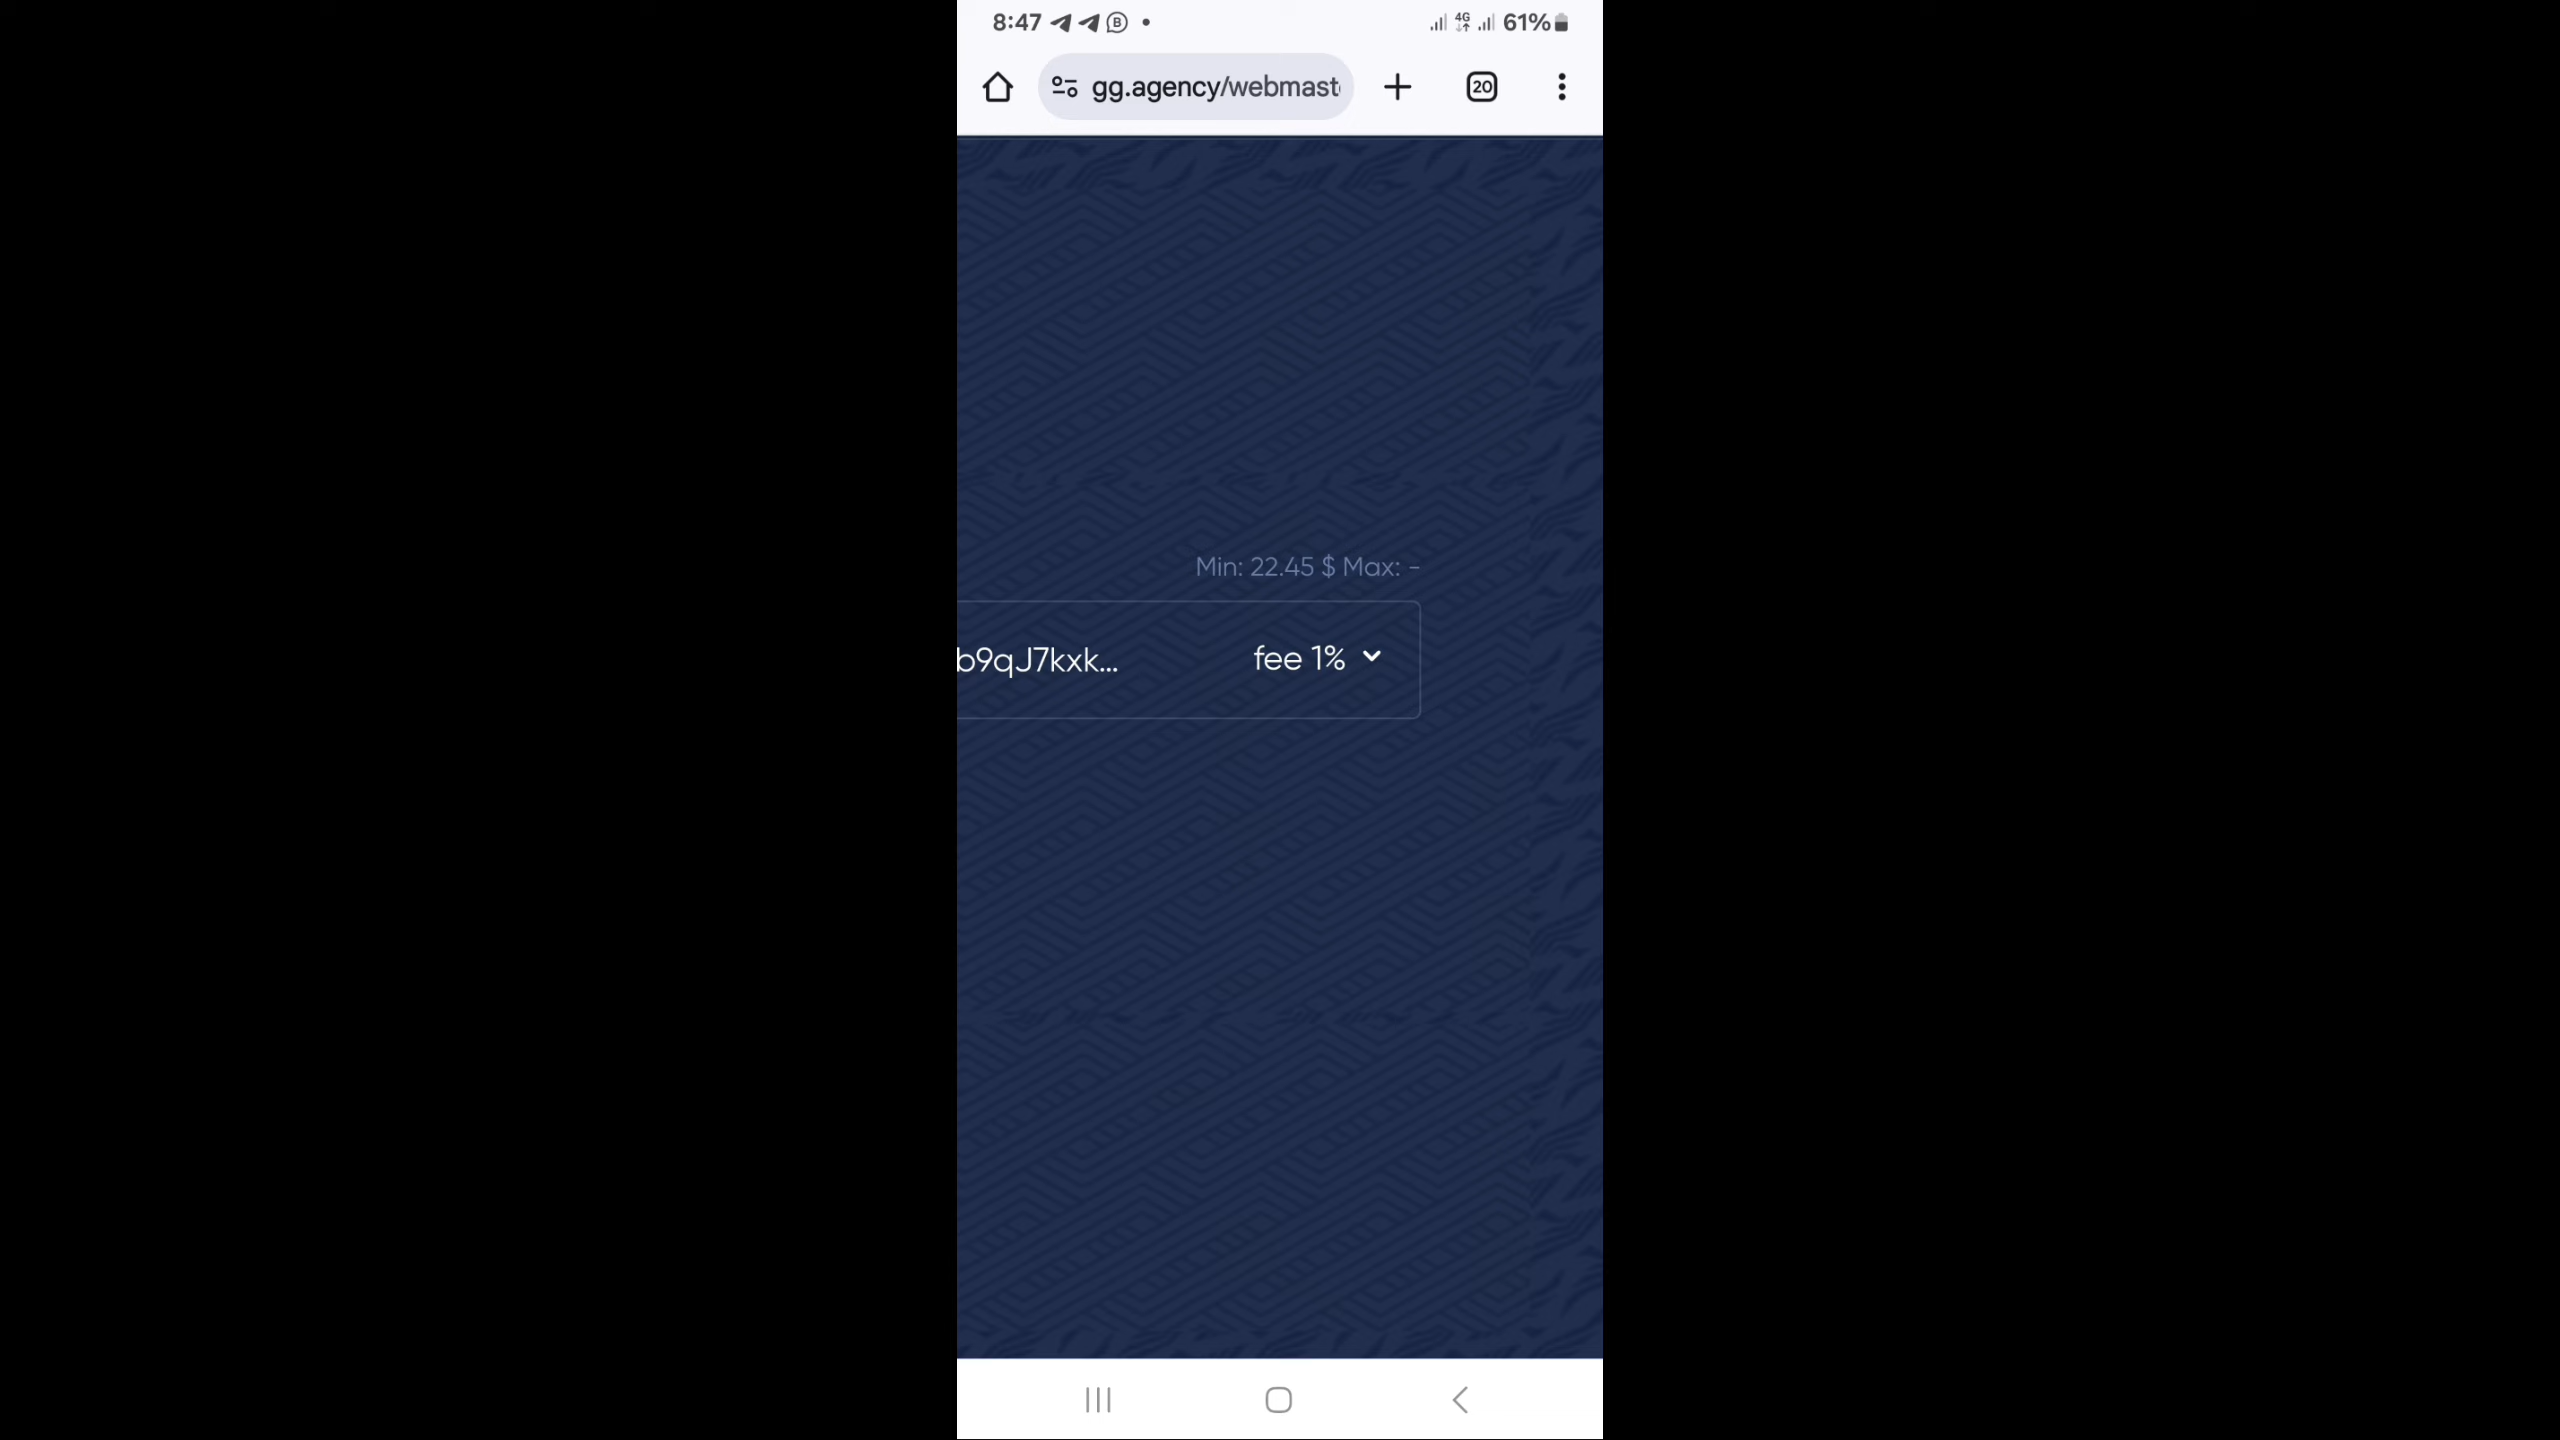 8:47 61%
gg.agency/webmast 20
Min: 22.45 $ Max: -
b9qJ7kxk... fee 1%